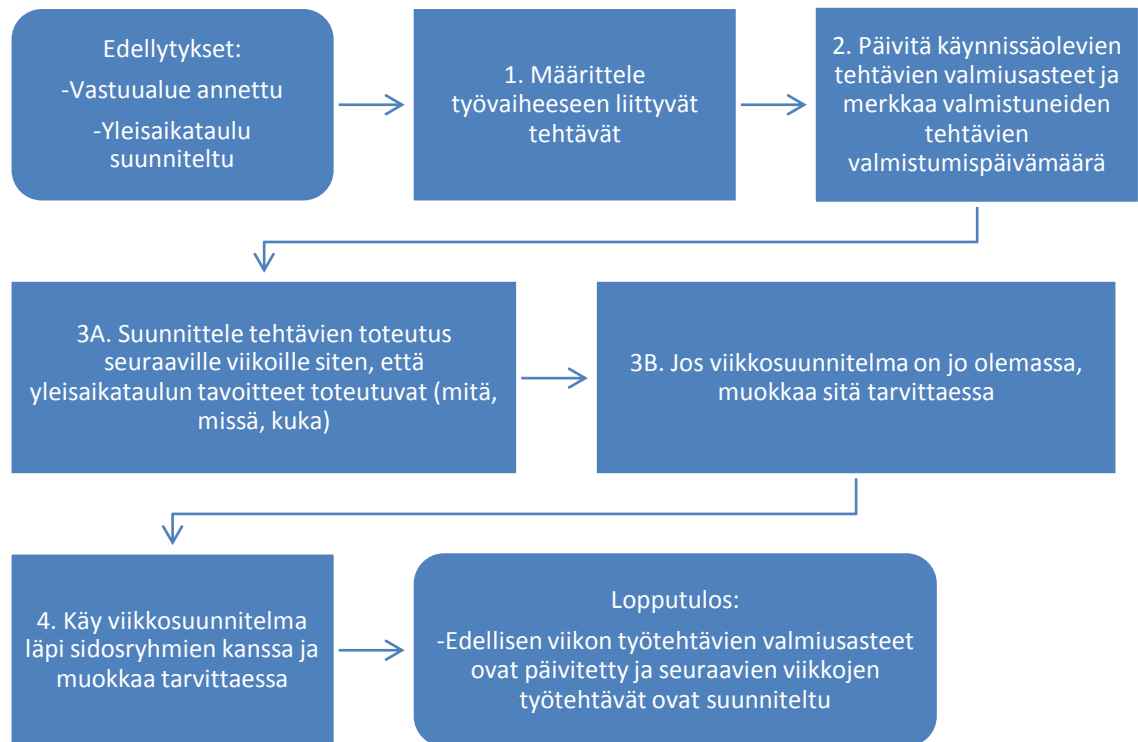 Edellytykset:
-Vastuualue annettu
-Yleisaikataulu
suunniteltu
1. Määrittele
työvaiheeseen liittyvät
tehtävät
2. Päivitä käynnissäolevien
tehtävien valmiusasteet ja
merkkaa valmistuneiden
tehtävien
valmistumispäivämäärä
3A. Suunnittele tehtävien toteutus
seuraaville viikoille siten, että
yleisaikataulun tavoitteet toteutuvat (mitä,
missä, kuka)
3B. Jos viikkosuunnitelma on jo olemassa,
muokkaa sitä tarvittaessa
4. Käy viikkosuunnitelma
läpi sidosryhmien kanssa ja
muokkaa tarvittaessa
Lopputulos:
-Edellisen viikon työtehtävien valmiusasteet
ovat päivitetty ja seuraavien viikkojen
työtehtävät ovat suunniteltu